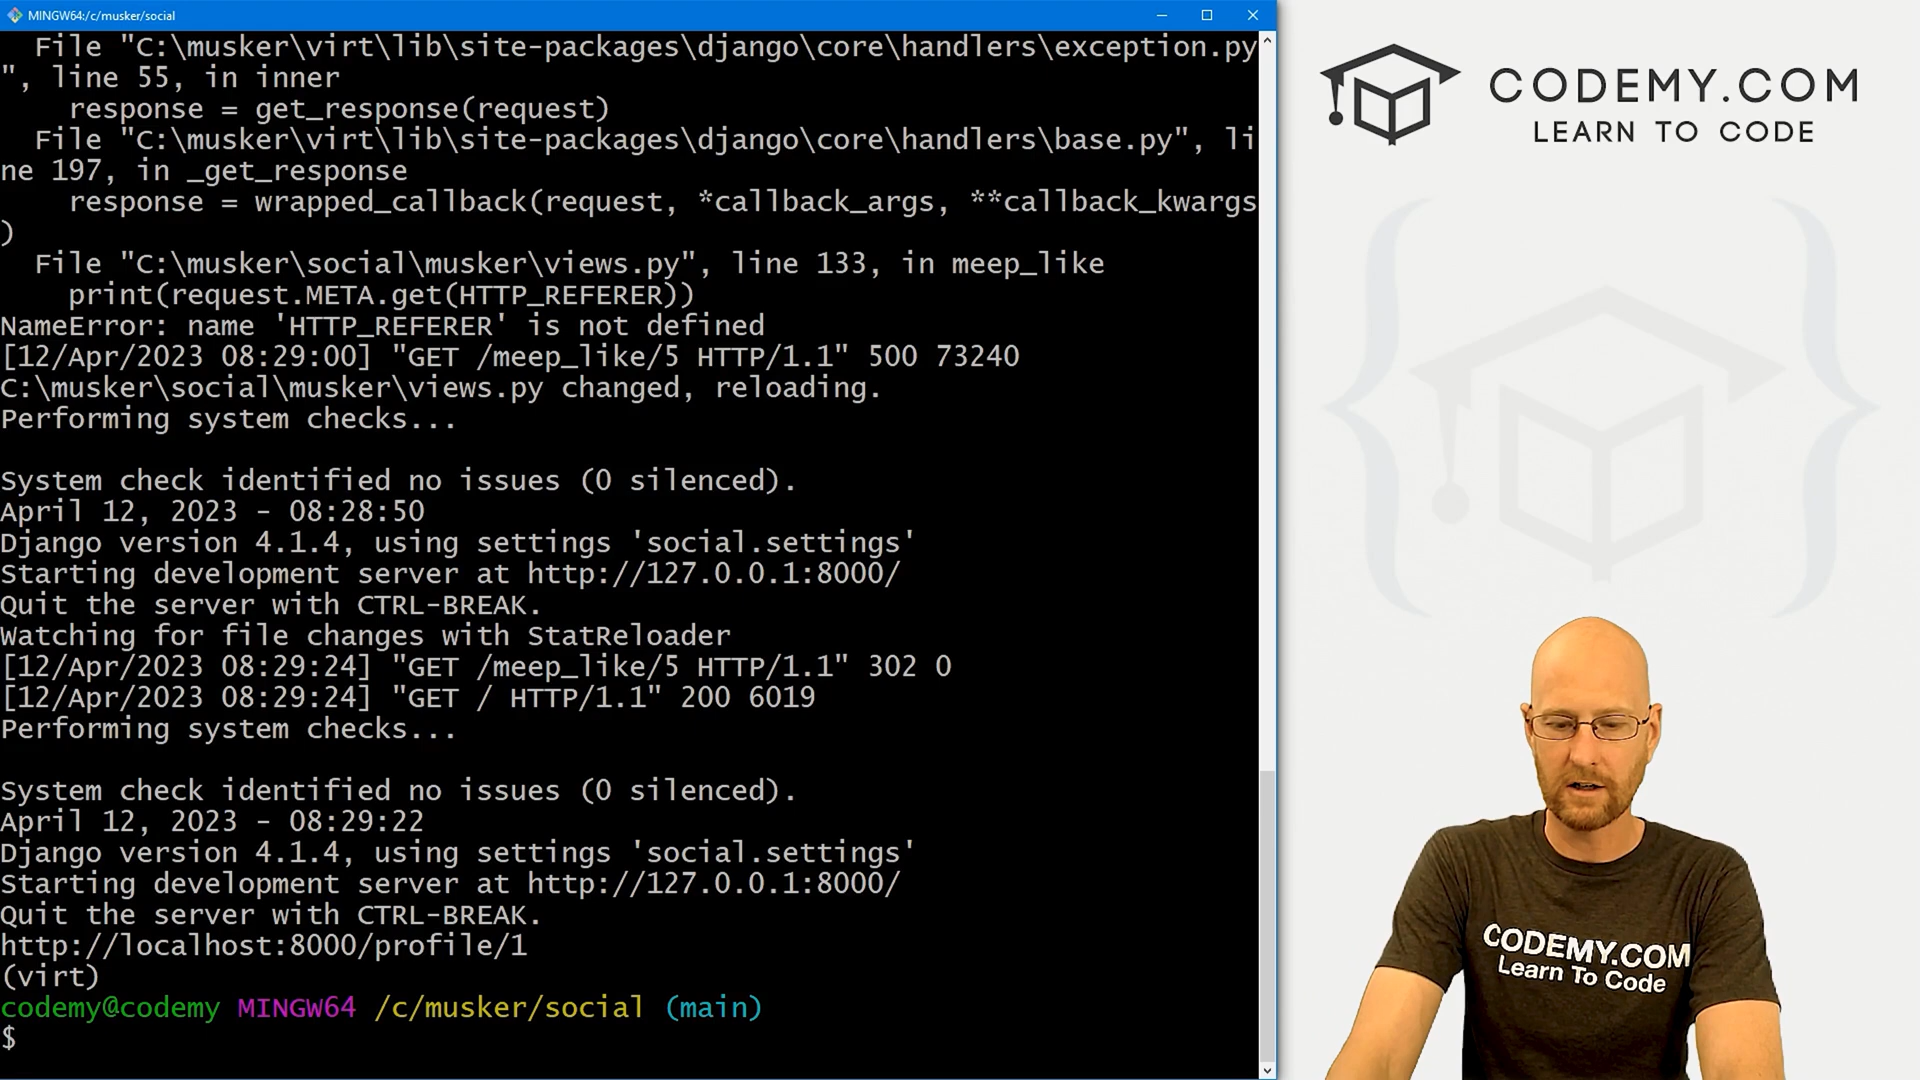 MINGW64:/c/musker/social
  File "C:\musker\virt\lib\site-packages\django\core\handlers\exception.py
", line 55, in inner
    response = get_response(request)
  File "C:\musker\virt\lib\site-packages\django\core\handlers\base.py", li
ne 197, in _get_response
    response = wrapped_callback(request, *callback_args, **callback_kwargs
)
  File "C:\musker\social\musker\views.py", line 133, in meep_like
    print(request.META.get(HTTP_REFERER))
NameError: name 'HTTP_REFERER' is not defined
[12/Apr/2023 08:29:00] "GET /meep_like/5 HTTP/1.1" 500 73240
C:\musker\social\musker\views.py changed, reloading.
Performing system checks...
System check identified no issues (0 silenced).
April 12, 2023 - 08:28:50
Django version 4.1.4, using settings 'social.settings'
Starting development server at http://127.0.0.1:8000/
Quit the server with CTRL-BREAK.
Watching for file changes with StatReloader
[12/Apr/2023 08:29:24] "GET /meep_like/5 HTTP/1.1" 302 0
[12/Apr/2023 08:29:24] "GET / HTTP/1.1" 200 6019
Performing system checks...
System check identified no issues (0 silenced).
April 12, 2023 - 08:29:22
Django version 4.1.4, using settings 'social.settings'
Starting development server at http://127.0.0.1:8000/
Quit the server with CTRL-BREAK.
http://localhost:8000/profile/1
(virt)
codemy@codemy MINGW64 /c/musker/social (main)
$
CODEMY.COM
LEARN TO CODE
CODEMY.COM
Learn To Code